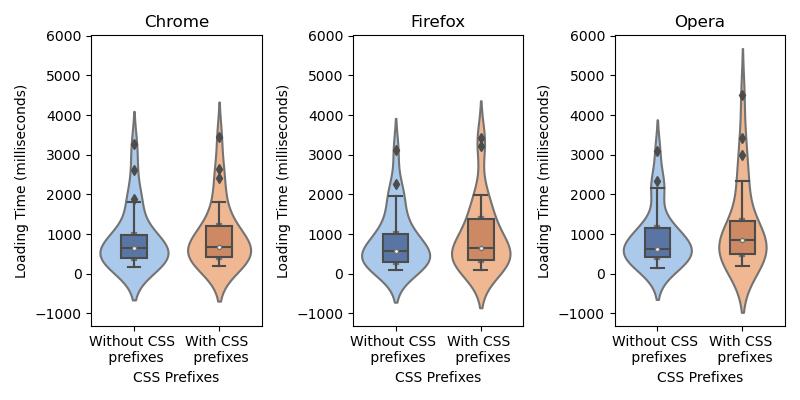 Chrome
Firefox
Opera
Loading Time (milliseconds)
6000
5000
4000
3000
2000
1000
0
−1000
Without CSS
prefixes
With CSS
prefixes
CSS Prefixes
Loading Time (milliseconds)
6000
5000
4000
3000
2000
1000
0
−1000
Without CSS
prefixes
With CSS
prefixes
CSS Prefixes
Loading Time (milliseconds)
6000
5000
4000
3000
2000
1000
0
−1000
Without CSS
prefixes
With CSS
prefixes
CSS Prefixes